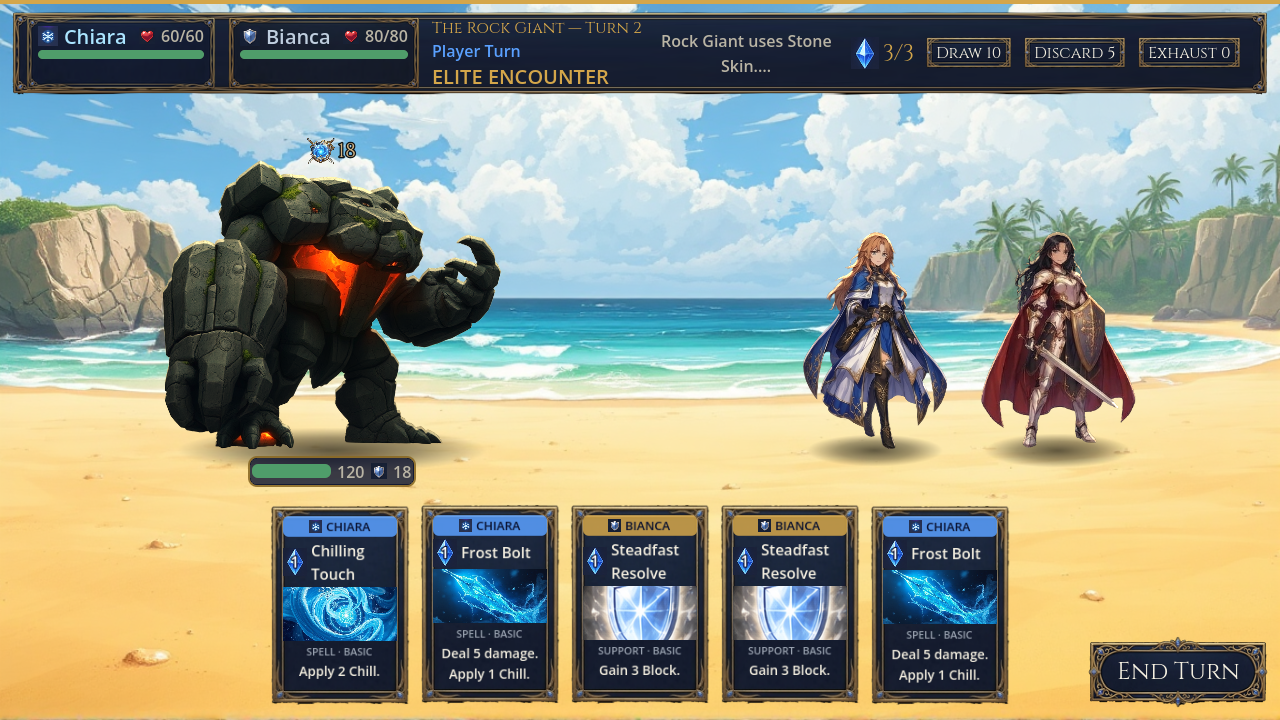 Chiara 60/60
Bianca 80/80
THE ROCK GIANT — TURN 2
Player Turn
ELITE ENCOUNTER
Rock Giant uses Stone
Skin....
3/3
DRAW 10
DISCARD 5
EXHAUST 0
18
120 18
CHIARA
1
Chilling
Touch
SPELL · BASIC
Apply 2 Chill.
CHIARA
1 Frost Bolt
SPELL · BASIC
Deal 5 damage.
Apply 1 Chill.
BIANCA
1
Steadfast
Resolve
SUPPORT · BASIC
Gain 3 Block.
BIANCA
1
Steadfast
Resolve
SUPPORT · BASIC
Gain 3 Block.
CHIARA
1 Frost Bolt
SPELL · BASIC
Deal 5 damage.
Apply 1 Chill.
END TURN